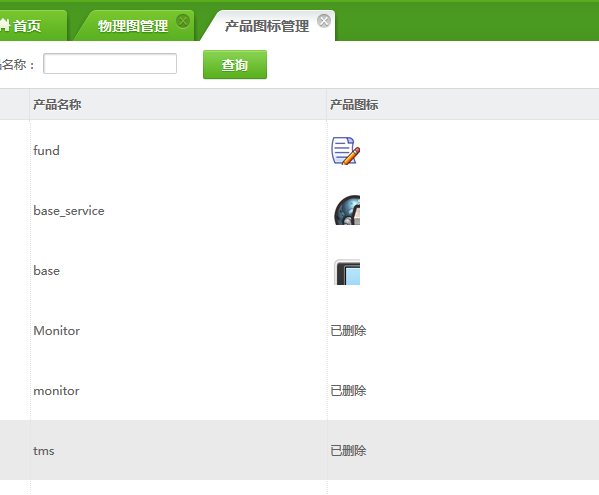 首页 物理图管理 产品图标管理
名称： 查询
产品名称 产品图标
fund
base_service
base
Monitor 已删除
monitor 已删除
tms 已删除